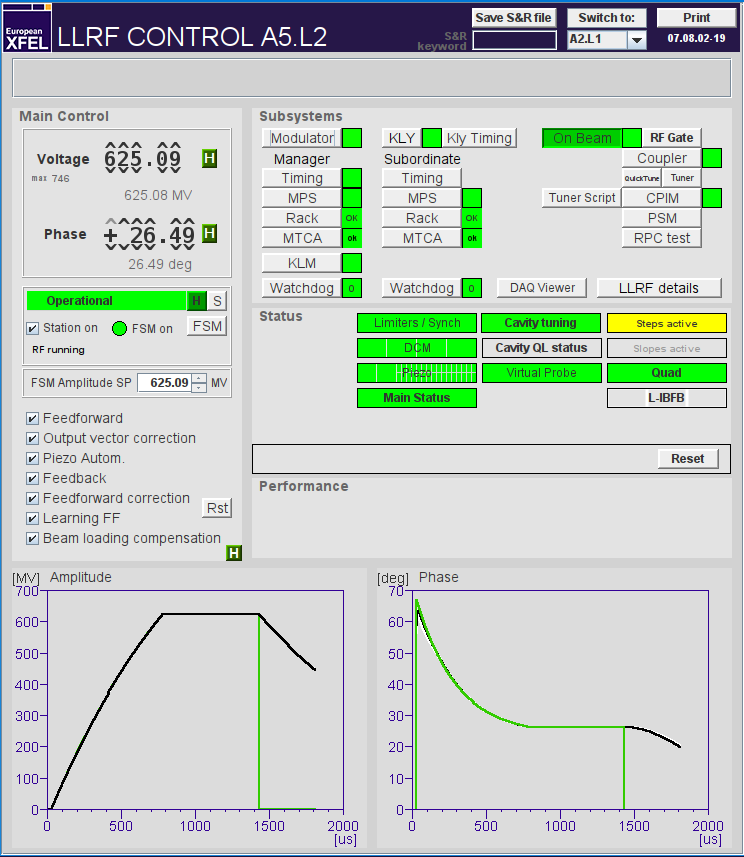 European
XFEL
LLRF CONTROL A5.L2
Save S&R file
Switch to:
Print
S&R
keyword
A2.L1
07.08.02-19
Main Control
Voltage
625.09
H
max 746
625.08 MV
Phase
+ 26.49
H
26.49 deg
Operational
H
S
Station on
FSM on
FSM
RF running
FSM Amplitude SP
625.09
MV
Feedforward
Output vector correction
Piezo Autom.
Feedback
Feedforward correction
Rst
Learning FF
Beam loading compensation
H
Subsystems
Modulator
KLY
Kly Timing
On Beam
RF Gate
Manager
Subordinate
Coupler
Timing
Timing
QuickTune
Tuner
MPS
MPS
Tuner Script
CPIM
Rack
OK
Rack
OK
PSM
MTCA
ok
MTCA
ok
RPC test
KLM
Watchdog
0
Watchdog
0
DAQ Viewer
LLRF details
Status
Limiters / Synch
Cavity tuning
Steps active
DCM
Cavity QL status
Slopes active
Piezo
Virtual Probe
Quad
Main Status
L-IBFB
Reset
Performance
[MV]
Amplitude
700
600
500
400
300
200
100
0
0
500
1000
1500
2000
[us]
[deg]
Phase
70
60
50
40
30
20
10
0
0
500
1000
1500
2000
[us]